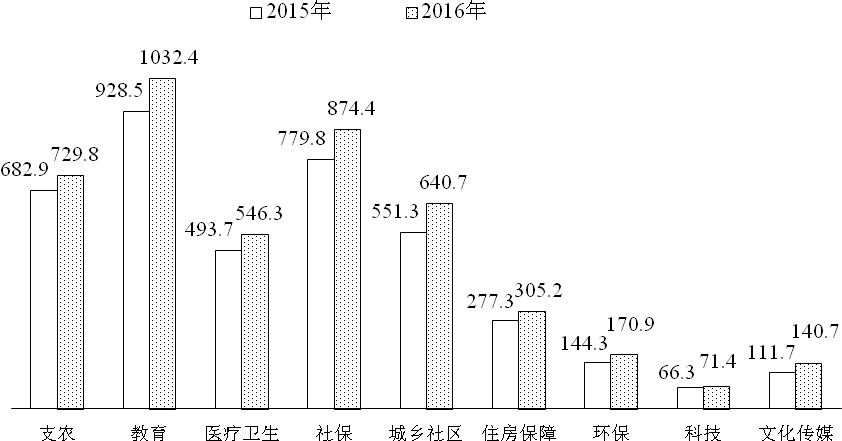 2015年 2016年
682.9 729.8 928.5 1032.4 493.7 546.3 779.8 874.4 551.3 640.7 277.3 305.2 144.3 170.9 66.3 71.4 111.7 140.7
支农 教育 医疗卫生 社保 城乡社区 住房保障 环保 科技 文化传媒